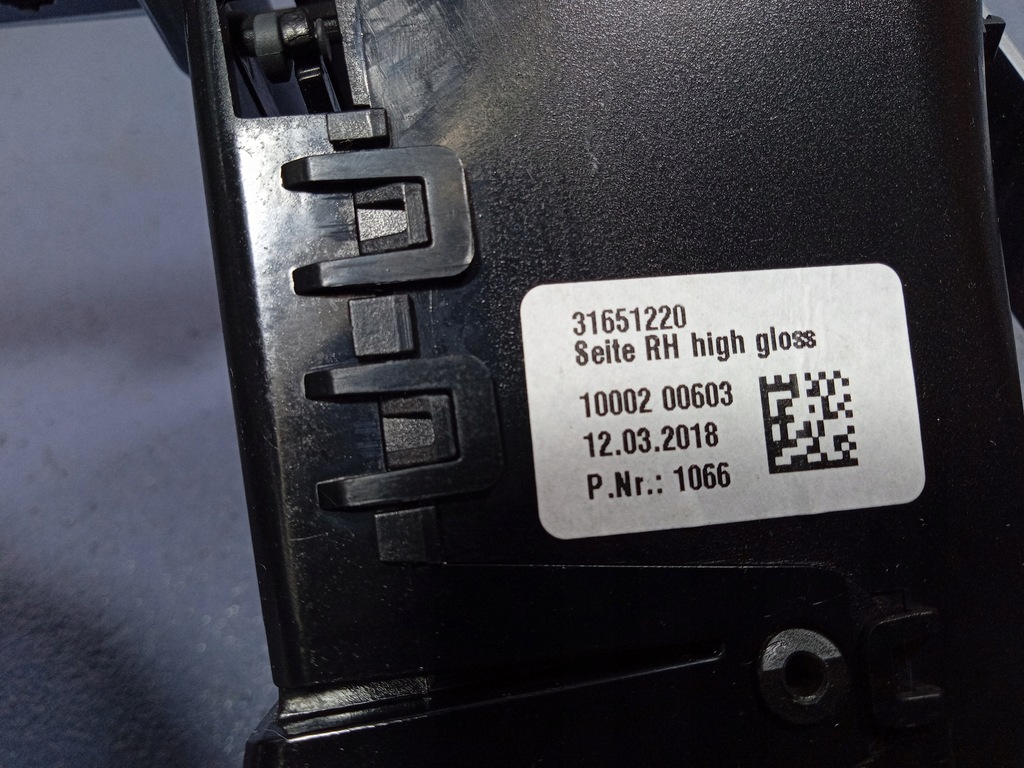 31651220
Seite RH high gloss
10002 00603
12.03.2018
P.Nr.: 1066